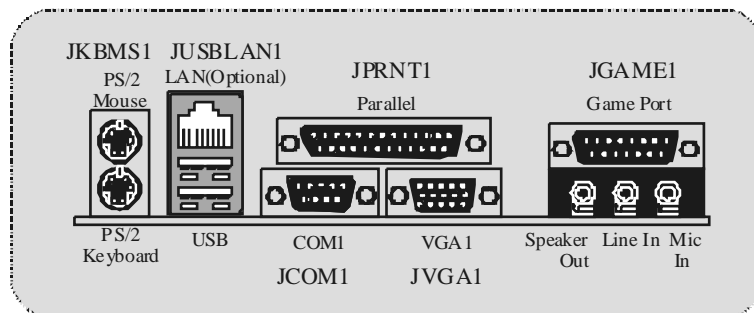 JKBMS1
PS/2
Mouse
JUSBLAN1
LAN(Optional)
JPRNT1
Parallel
JGAME1
Game Port
PS/2
Keyboard
USB
COM1
JCOM1
VGA1
JVGA1
Speaker
Out
Line In
Mic
In